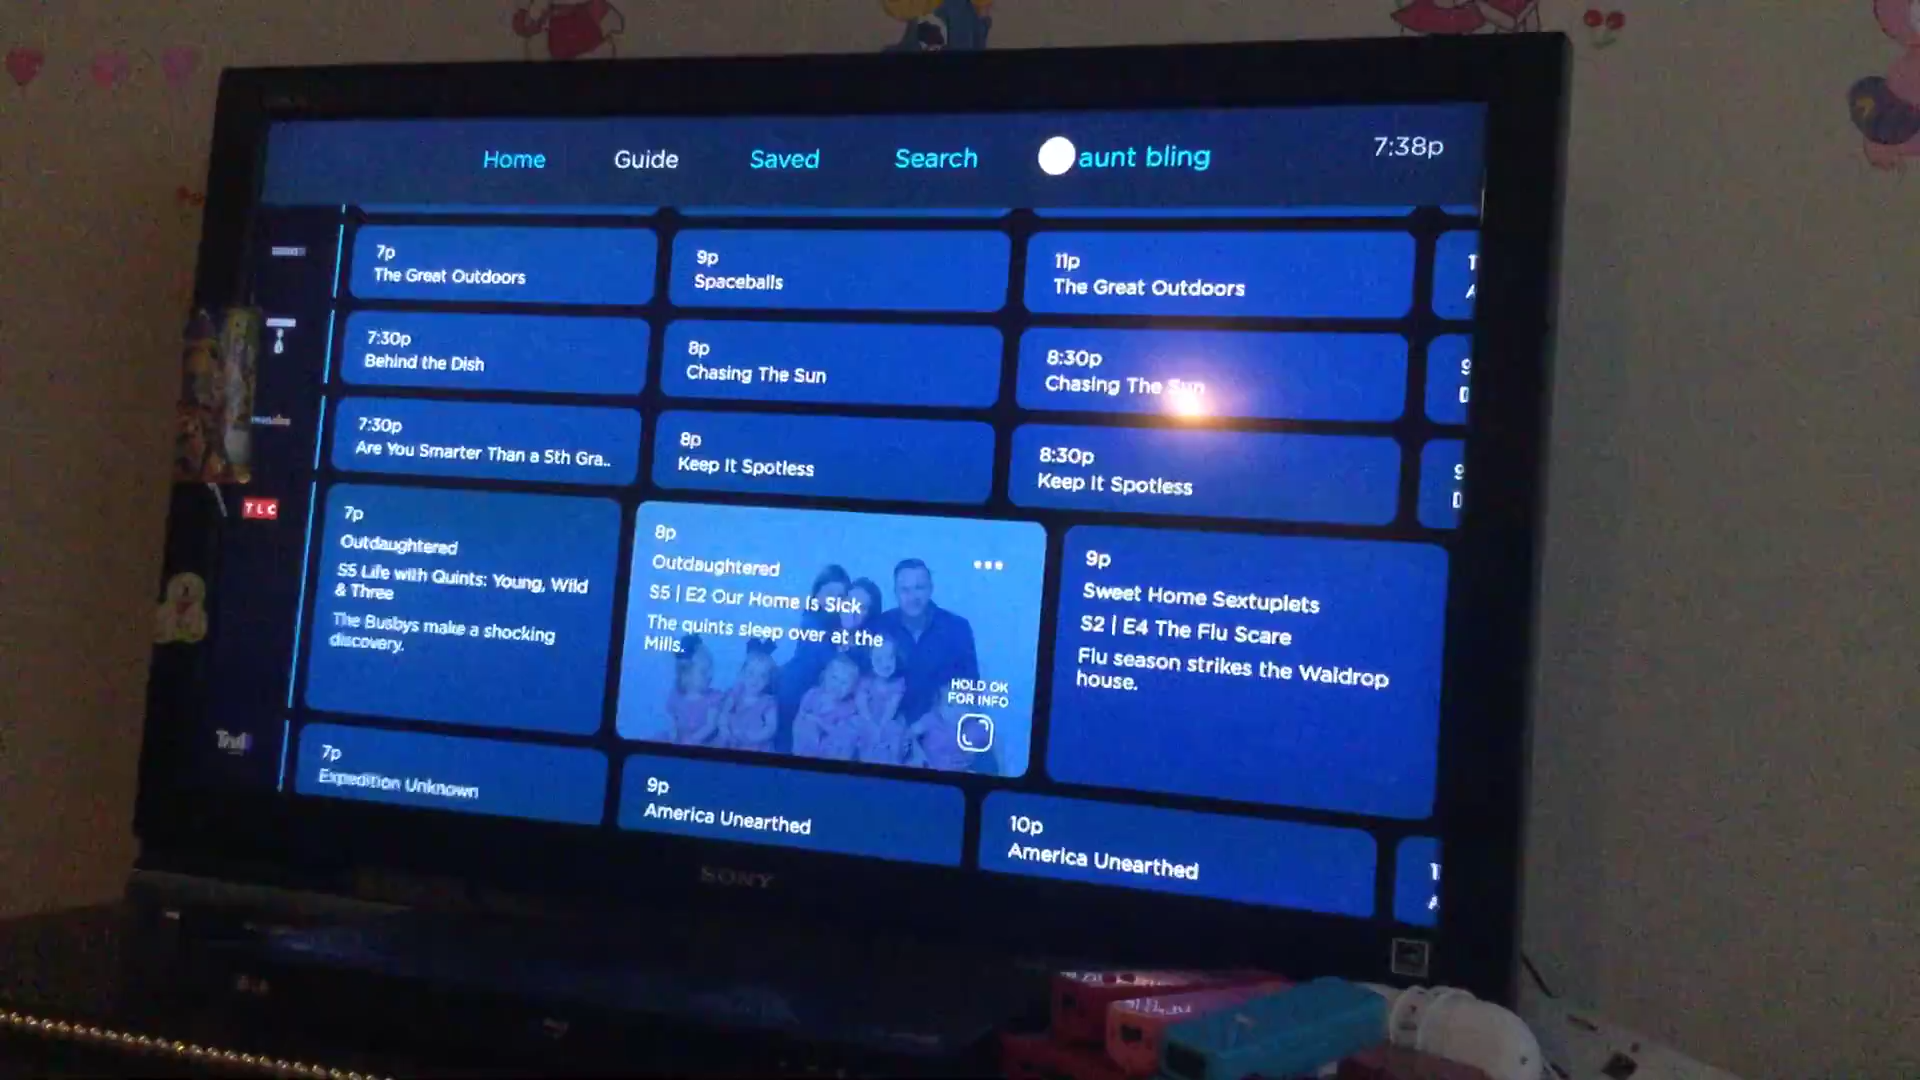 Home Guide Saved Search aunt bling 7:38p
7p
The Great Outdoors
9p
Spaceballs
11p
The Great Outdoors
7:30p
Behind the Dish
8p
Chasing The Sun
8:30p
Chasing The Sun
7:30p
Are You Smarter Than a 5th Gra..
8p
Keep It Spotless
8:30p
Keep It Spotless
TLC
7p
Outdaughtered
S5 Life with Quints: Young, Wild
& Three
The Busbys make a shocking
discovery.
8p
Outdaughtered
S5 | E2 Our Home Is Sick
The quints sleep over at the
Mills.
HOLD OK
FOR INFO
9p
Sweet Home Sextuplets
S2 | E4 The Flu Scare
Flu season strikes the Waldrop
house.
7p
Expedition Unknown
9p
America Unearthed
10p
America Unearthed
SONY